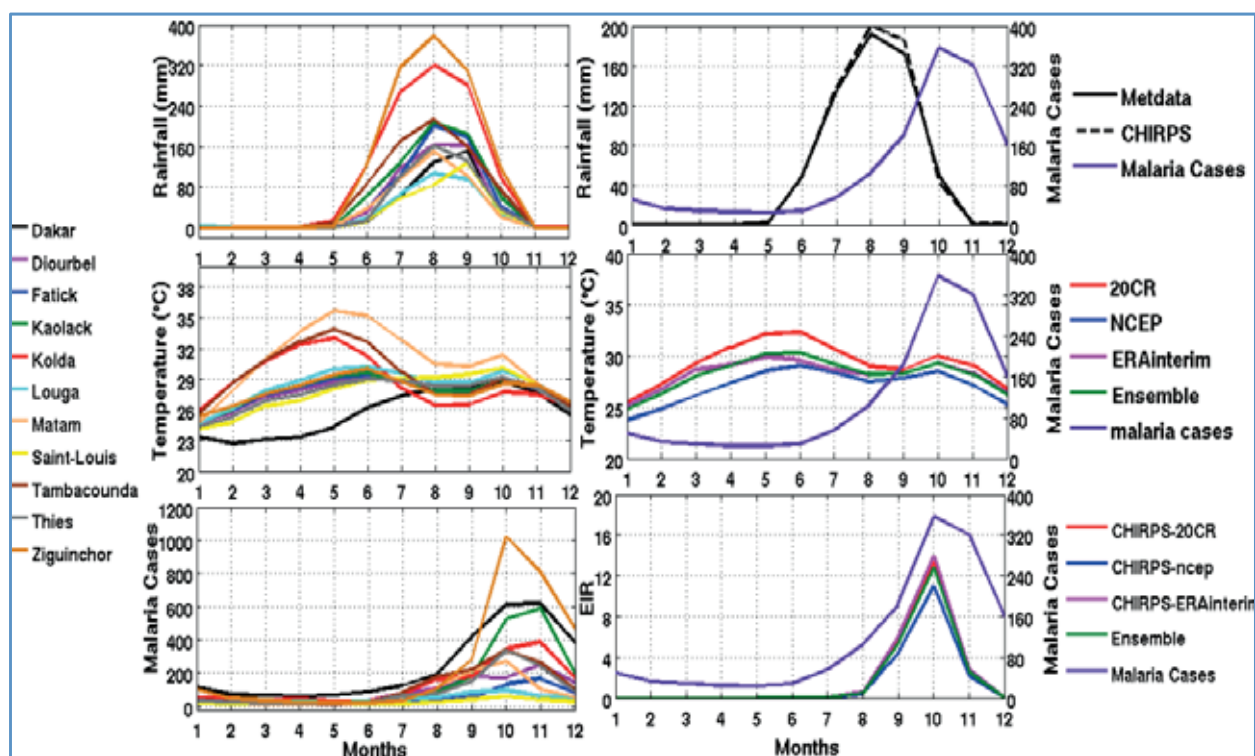 Dakar
Diourbel
Fatick
Kaolack
Kolda
Louga
Matam
Saint-Louis
Tambacounda
Thies
Ziguinchor
Rainfall (mm)
400
320
240
160
80
0
1 2 3 4 5 6 7 8 9 10 11 12
Temperature (°C)
38
35
32
29
26
23
20
1 2 3 4 5 6 7 8 9 10 11 12
Malaria Cases
1200
1000
800
600
400
200
0
1 2 3 4 5 6 7 8 9 10 11 12
Months
Rainfall (mm)
200
160
120
80
40
0
1 2 3 4 5 6 7 8 9 10 11 12
400
320
240
160
80
0
Malaria Cases
Metdata
CHIRPS
Malaria Cases
Temperature (°C)
40
35
30
25
20
1 2 3 4 5 6 7 8 9 10 11 12
400
320
240
160
80
0
Malaria Cases
20CR
NCEP
ERAinterim
Ensemble
malaria cases
EIR
20
16
12
8
4
0
1 2 3 4 5 6 7 8 9 10 11 12
Months
400
320
240
160
80
0
Malaria Cases
CHIRPS-20CR
CHIRPS-ncep
CHIRPS-ERAinterim
Ensemble
Malaria Cases